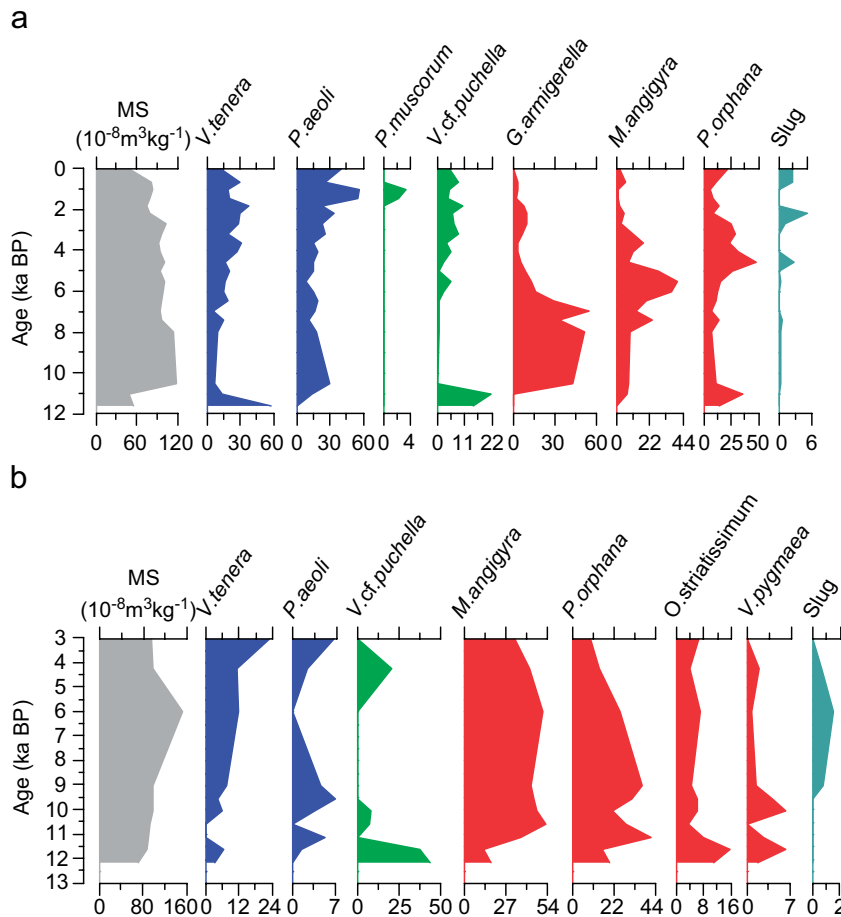 a
MS
(10⁻⁸m³kg⁻¹)
V.tenera
P.aeoli
P.muscorum
V.cf.puchella
G.armigerella
M.angigyra
P.orphana
Slug
Age (ka BP)
0
2
4
6
8
10
12
0 60 120
0 30 60
0 30 60
0 4
0 11 22
0 30 60
0 22 44
0 25 50
0 6
b
MS
(10⁻⁸m³kg⁻¹)
V.tenera
P.aeoli
V.cf.puchella
M.angigyra
P.orphana
O.striatissimum
V.pygmaea
Slug
Age (ka BP)
3
4
5
6
9
10
11
12
13
0 80 160
0 12 24
0 7
0 25 50
0 27 54
0 22 44
0 8 16
0 7
0 2